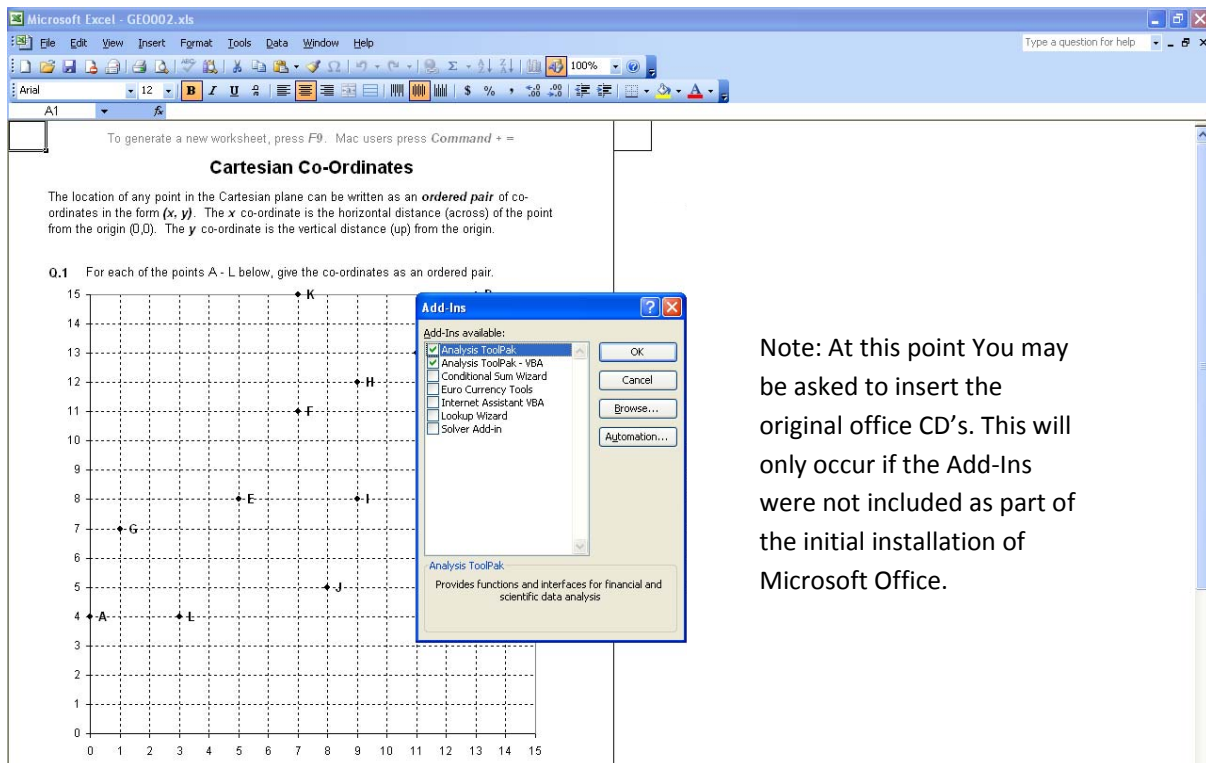 Microsoft Excel - GEO002.xls
File Edit View Insert Format Tools Data Window Help
Type a question for help
100%
Arial 12 B I U $ % ,
A1 fx
To generate a new worksheet, press F9. Mac users press Command + =
Cartesian Co-Ordinates
The location of any point in the Cartesian plane can be written as an ordered pair of co-
ordinates in the form (x, y). The x co-ordinate is the horizontal distance (across) of the point
from the origin (0,0). The y co-ordinate is the vertical distance (up) from the origin.
Q.1 For each of the points A - L below, give the co-ordinates as an ordered pair.
15 K
14
13
12 H
11 F
10
9
8 E I
7 G
6
5 J
4 A L
3
2
1
0
0 1 2 3 4 5 6 7 8 9 10 11 12 13 14 15
Add-Ins
Add-Ins available:
Analysis ToolPak
Analysis ToolPak - VBA
Conditional Sum Wizard
Euro Currency Tools
Internet Assistant VBA
Lookup Wizard
Solver Add-in
OK
Cancel
Browse...
Automation...
Analysis ToolPak
Provides functions and interfaces for financial and
scientific data analysis
Note: At this point You may
be asked to insert the
original office CD’s. This will
only occur if the Add-Ins
were not included as part of
the initial installation of
Microsoft Office.